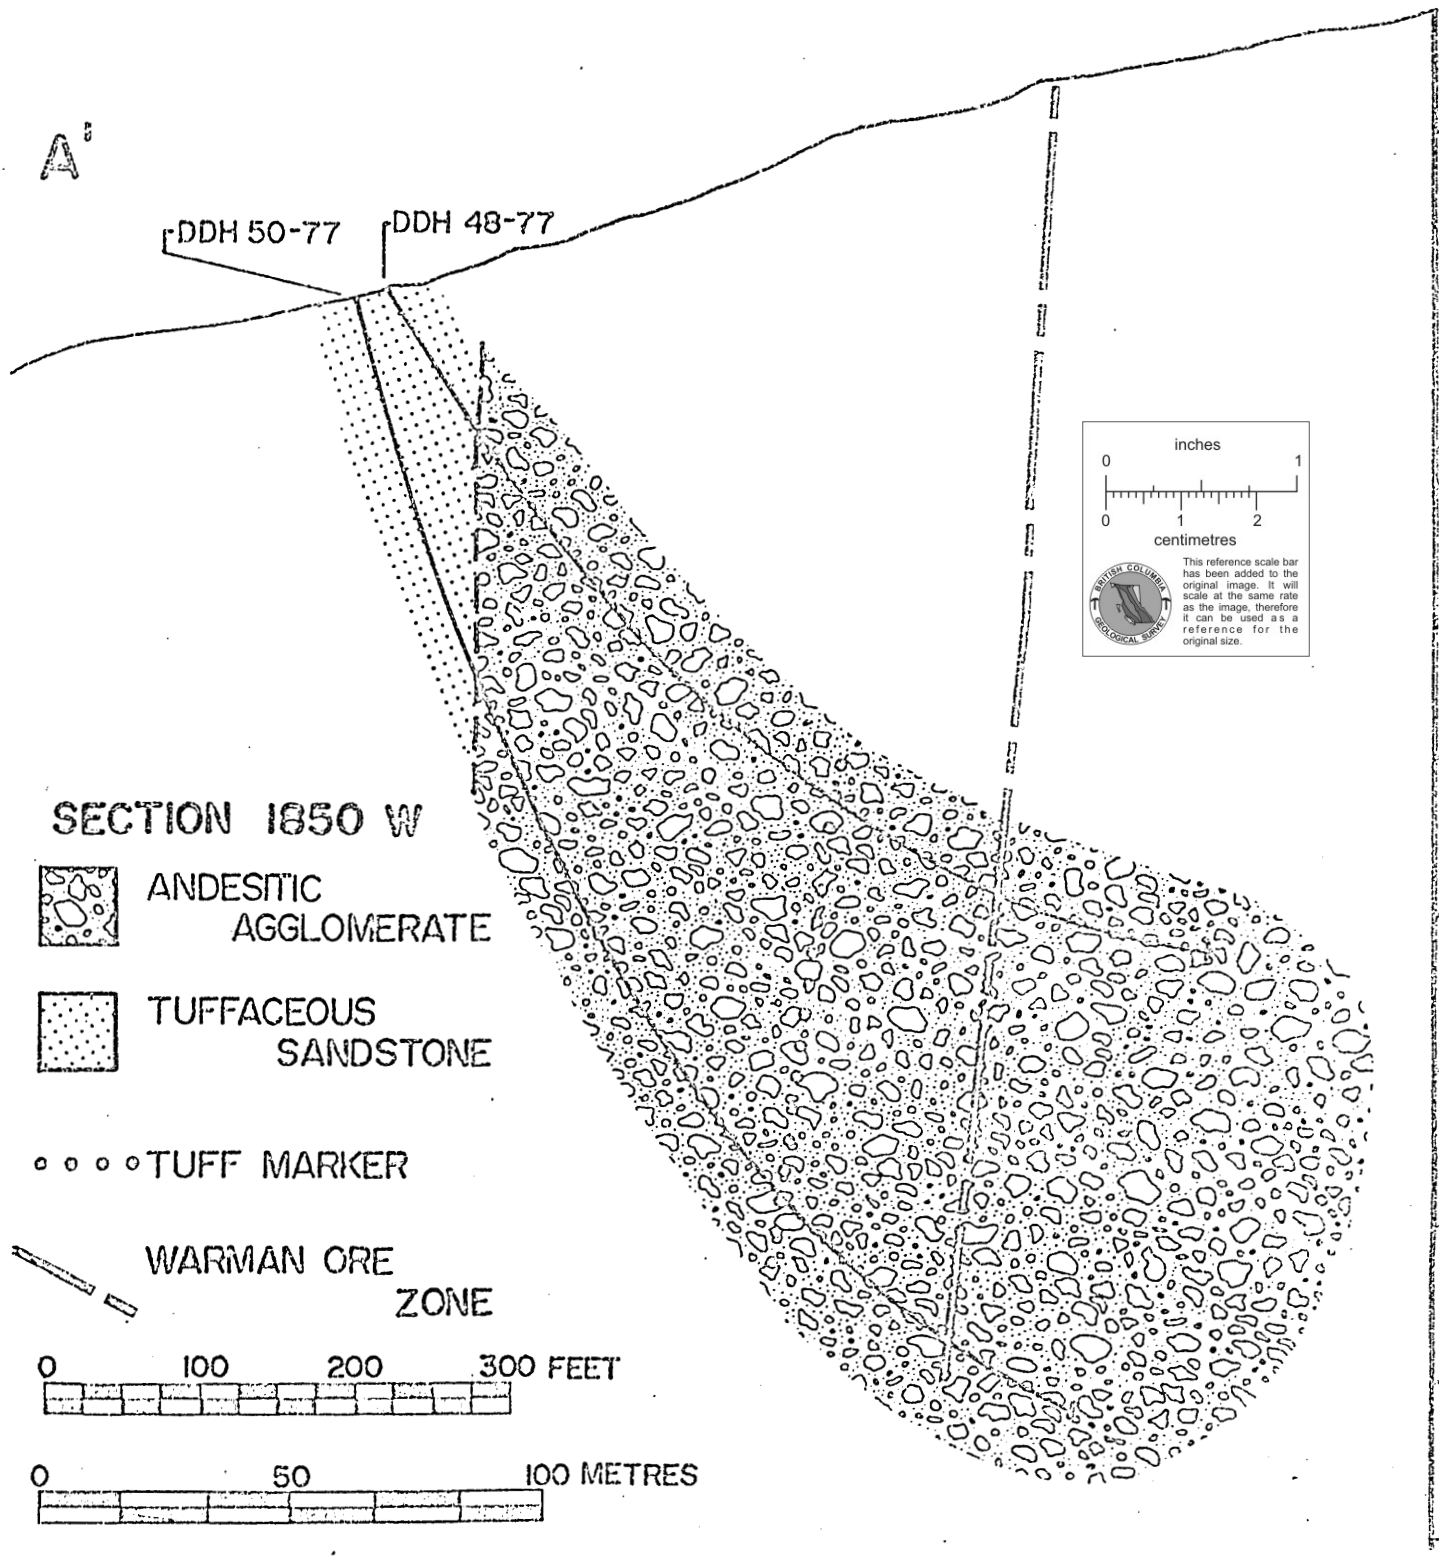 A'
DDH 50-77
DDH 48-77
inches
0 1
0 1 2
centimetres
This reference scale bar
has been added to the
original image. It will
scale at the same rate
as the image, therefore
it can be used as a
reference for the
original size.
BRITISH COLUMBIA
GEOLOGICAL SURVEY
SECTION 1850 W
ANDESITIC
AGGLOMERATE
TUFFACEOUS
SANDSTONE
TUFF MARKER
WARMAN ORE
ZONE
0 100 200 300 FEET
0 50 100 METRES